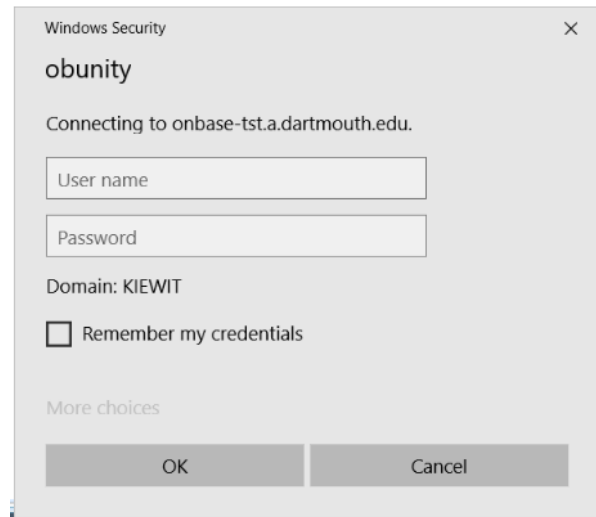 Windows Security
obunity
Connecting to onbase-tst.a.dartmouth.edu.
User name
Password
Domain: KIEWIT
Remember my credentials
More choices
OK Cancel